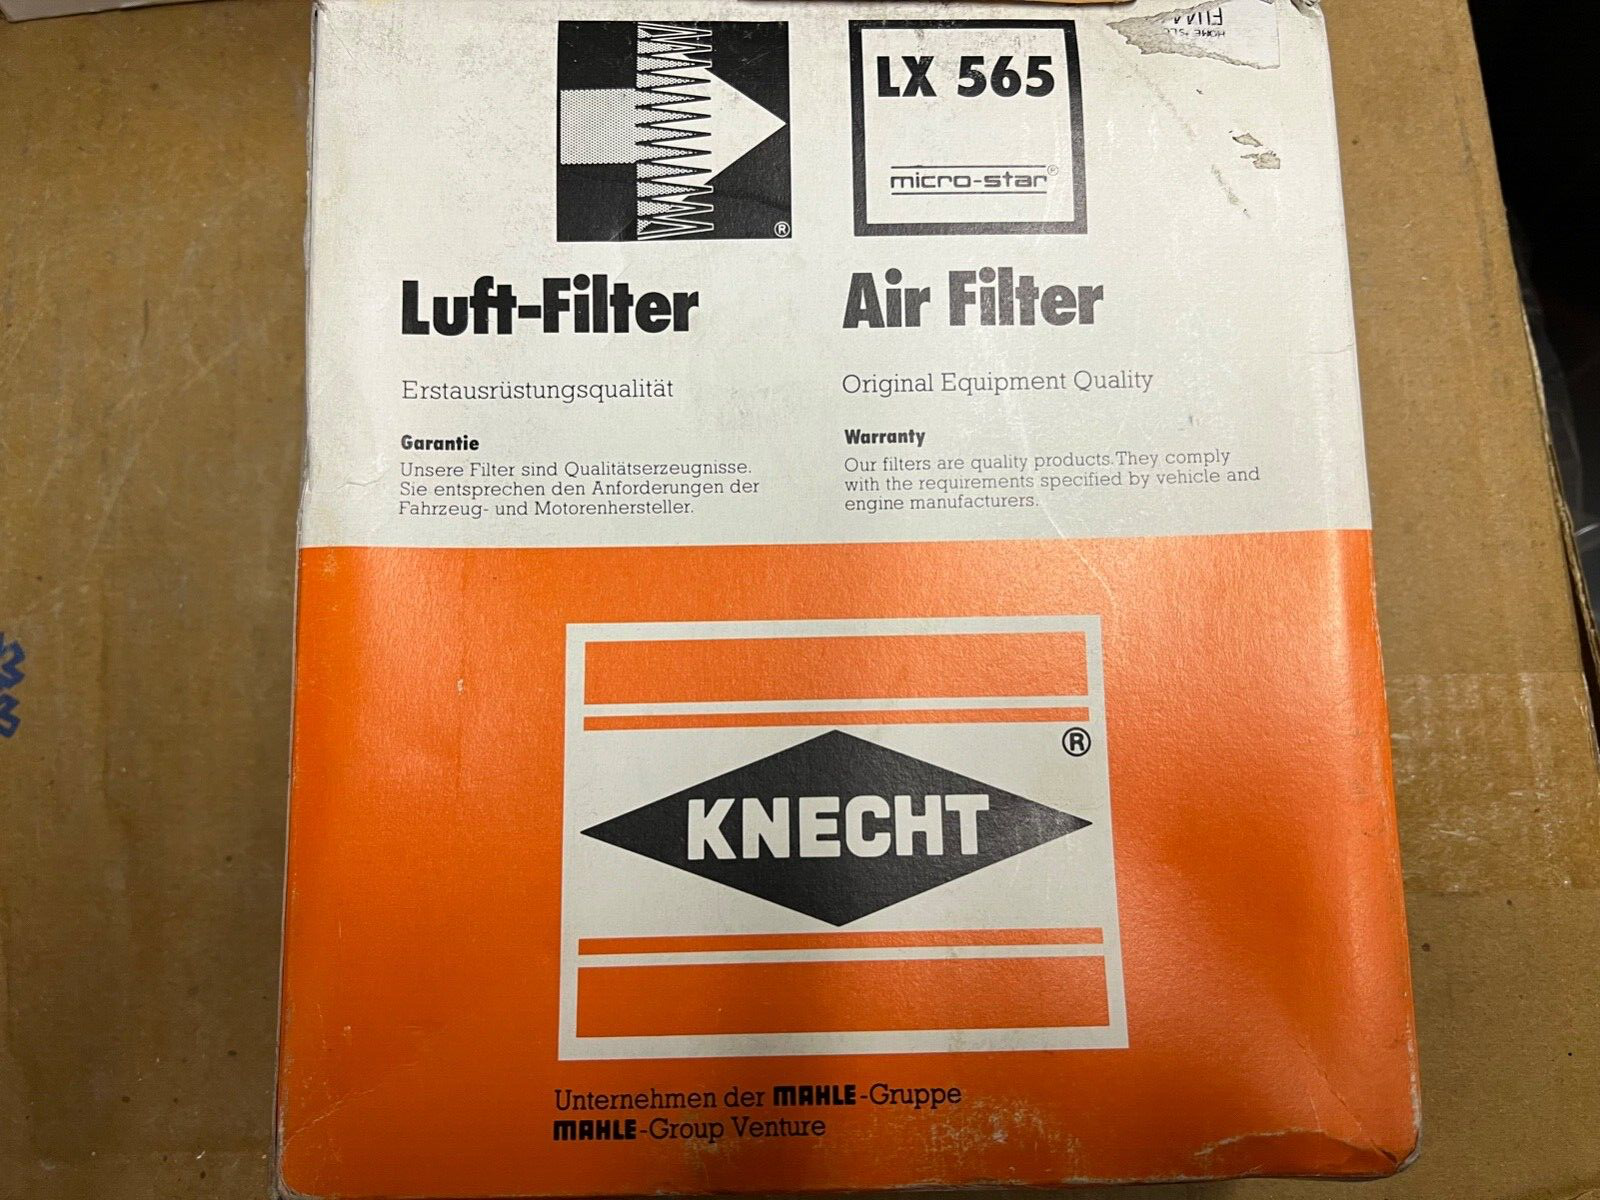 LX 565
micro-star®
®
Luft-Filter
Erstausrüstungsqualität
Garantie
Unsere Filter sind Qualitätserzeugnisse.
Sie entsprechen den Anforderungen der
Fahrzeug- und Motorenhersteller.
Air Filter
Original Equipment Quality
Warranty
Our filters are quality products. They comply
with the requirements specified by vehicle and
engine manufacturers.
®
KNECHT
Unternehmen der MAHLE-Gruppe
MAHLE-Group Venture